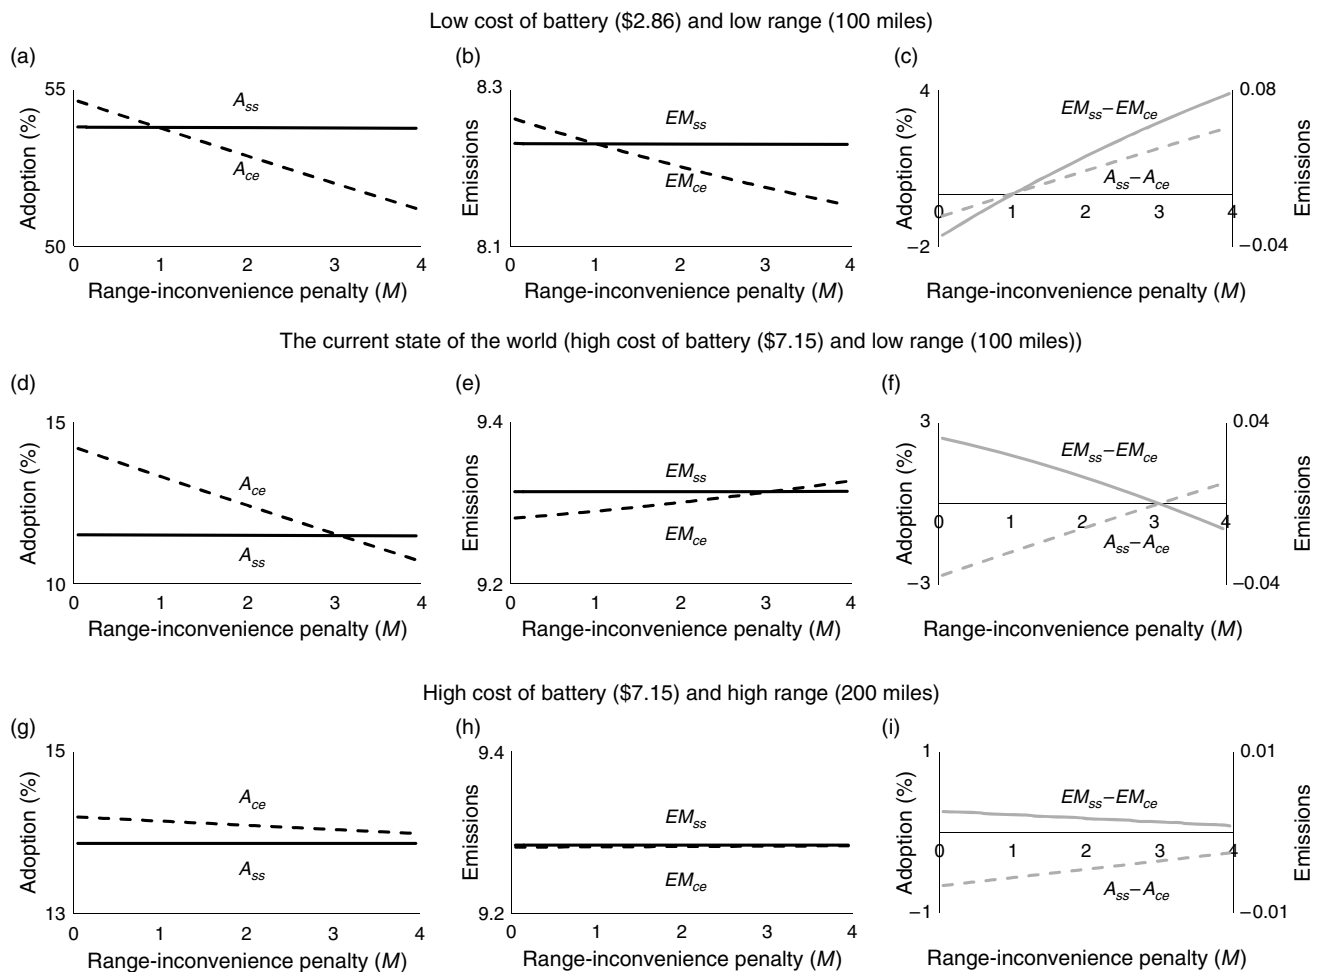 Low cost of battery ($2.86) and low range (100 miles)
(a)
55
50
Adoption (%)
A_ss
A_ce
0 1 2 3 4
Range-inconvenience penalty (M)
(b)
8.3
8.1
Emissions
EM_ss
EM_ce
0 1 2 3 4
Range-inconvenience penalty (M)
(c)
4
−2
Adoption (%)
0.08
−0.04
Emissions
EM_ss−EM_ce
A_ss−A_ce
0 1 2 3 4
Range-inconvenience penalty (M)
The current state of the world (high cost of battery ($7.15) and low range (100 miles))
(d)
15
10
Adoption (%)
A_ce
A_ss
0 1 2 3 4
Range-inconvenience penalty (M)
(e)
9.4
9.2
Emissions
EM_ss
EM_ce
0 1 2 3 4
Range-inconvenience penalty (M)
(f)
3
−3
Adoption (%)
0.04
−0.04
Emissions
EM_ss−EM_ce
A_ss−A_ce
0 1 2 3 4
Range-inconvenience penalty (M)
High cost of battery ($7.15) and high range (200 miles)
(g)
15
13
Adoption (%)
A_ce
A_ss
0 1 2 3 4
Range-inconvenience penalty (M)
(h)
9.4
9.2
Emissions
EM_ss
EM_ce
0 1 2 3 4
Range-inconvenience penalty (M)
(i)
1
−1
Adoption (%)
0.01
−0.01
Emissions
EM_ss−EM_ce
A_ss−A_ce
0 1 2 3 4
Range-inconvenience penalty (M)